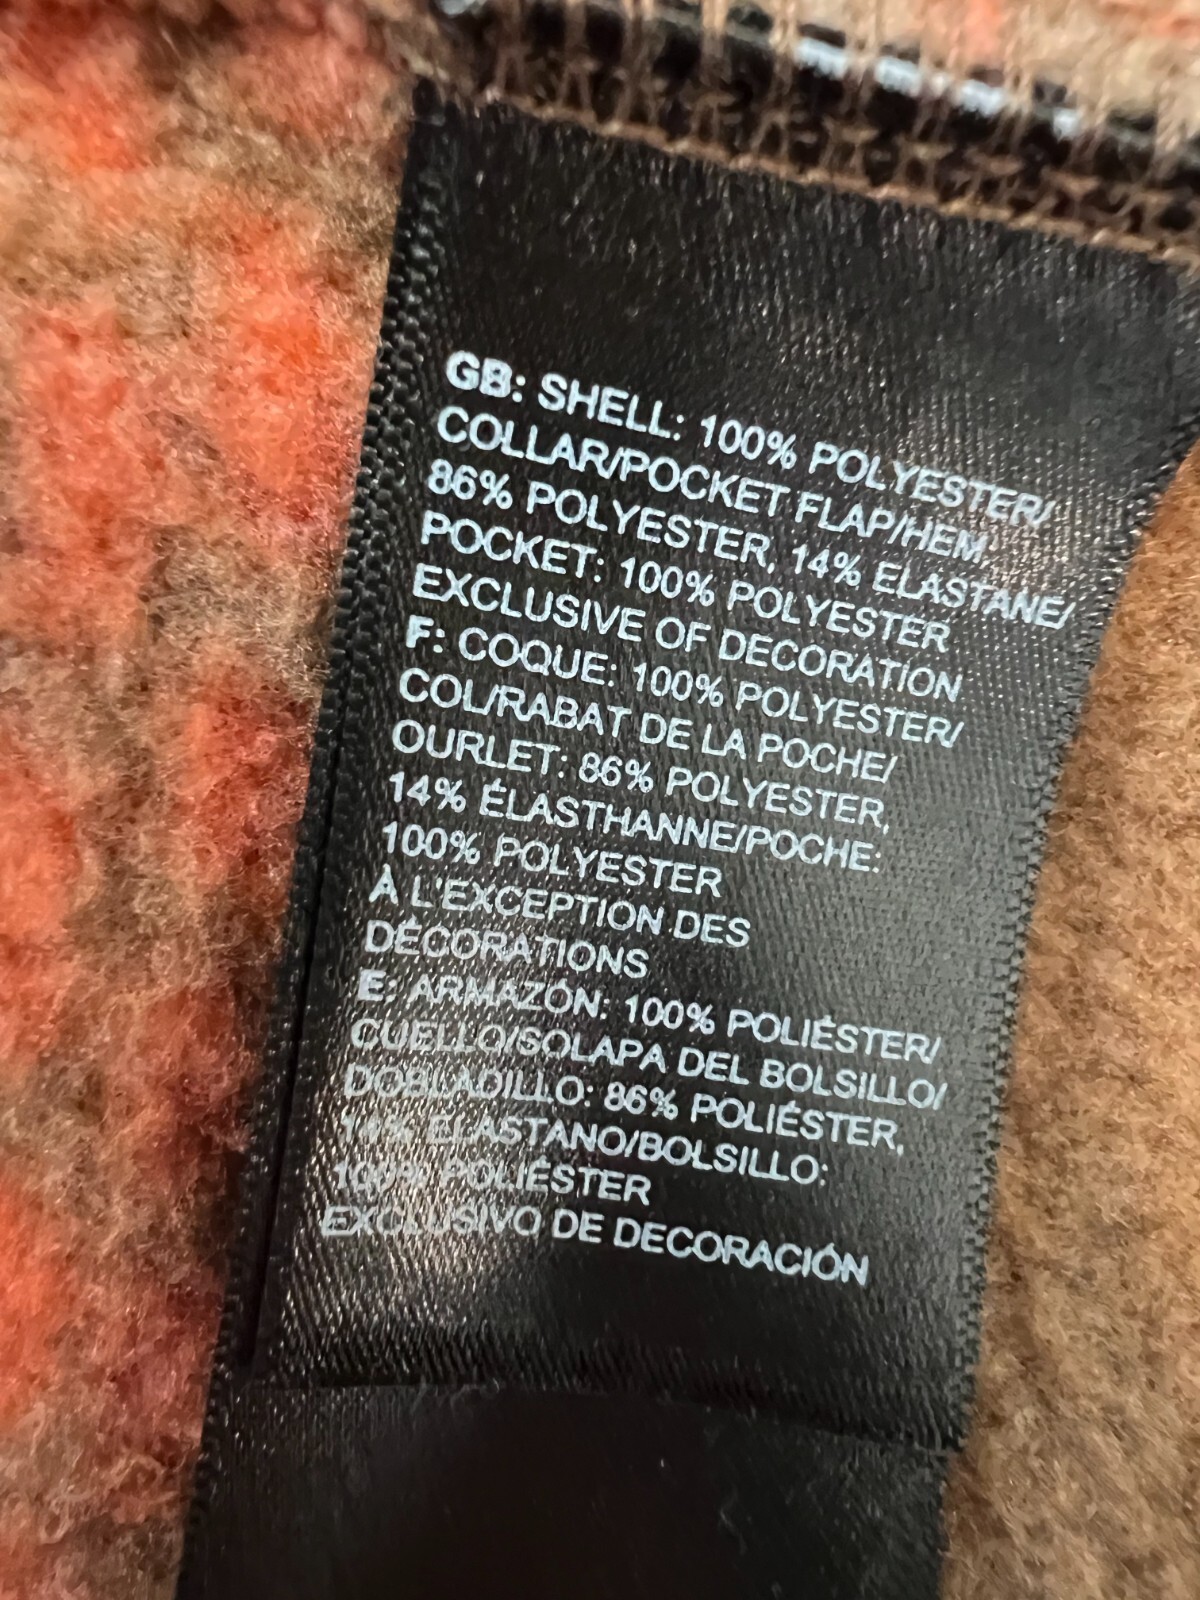 GB: SHELL: 100% POLYESTER/
COLLAR/POCKET FLAP/HEM
86% POLYESTER, 14% ELASTANE/
POCKET: 100% POLYESTER
EXCLUSIVE OF DECORATION
F: COQUE: 100% POLYESTER/
COL/RABAT DE LA POCHE/
OURLET: 86% POLYESTER,
14% ÉLASTHANNE/POCHE:
100% POLYESTER
À L'EXCEPTION DES
DÉCORATIONS
E: ARMAZÓN: 100% POLIÉSTER/
CUELLO/SOLAPA DEL BOLSILLO/
DOBLADILLO: 86% POLIÉSTER,
14% ELASTANO/BOLSILLO:
100% POLIÉSTER
EXCLUSIVO DE DECORACIÓN